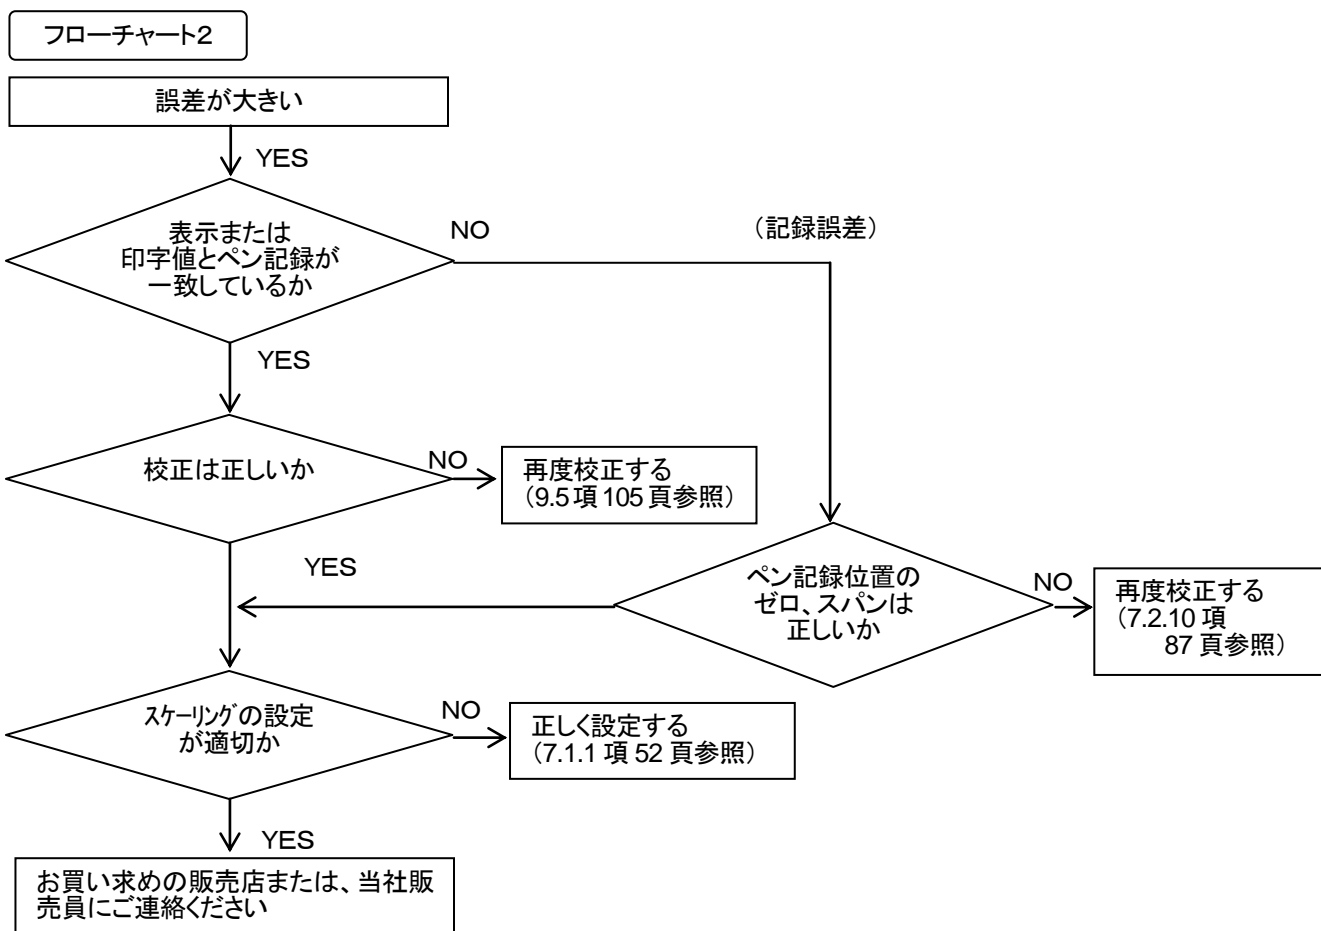 フローチャート2
誤差が大きい
YES
表示または
印字値とペン記録が
一致しているか
NO
(記録誤差)
YES
校正は正しいか
NO
再度校正する
(9.5項105頁参照)
YES
ペン記録位置の
ゼロ、スパンは
正しいか
NO
再度校正する
(7.2.10 項
87 頁参照)
スケーリングの設定
が適切か
NO
正しく設定する
(7.1.1 項 52 頁参照)
YES
お買い求めの販売店または、当社販
売員にご連絡ください